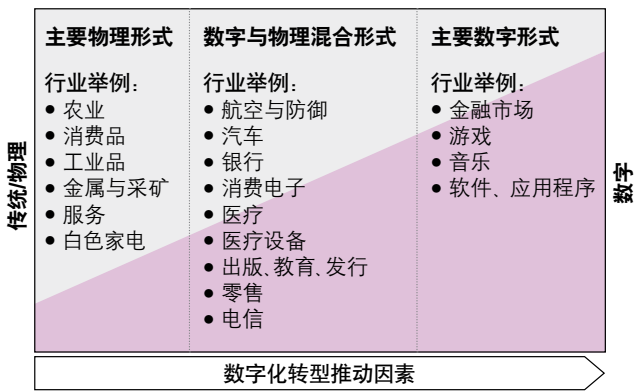 传统/物理
主要物理形式
行业举例：
● 农业
● 消费品
● 工业品
● 金属与采矿
● 服务
● 白色家电
数字与物理混合形式
行业举例：
● 航空与防御
● 汽车
● 银行
● 消费电子
● 医疗
● 医疗设备
● 出版、教育、发行
● 零售
● 电信
主要数字形式
行业举例：
● 金融市场
● 游戏
● 音乐
● 软件、应用程序
数字
数字化转型推动因素